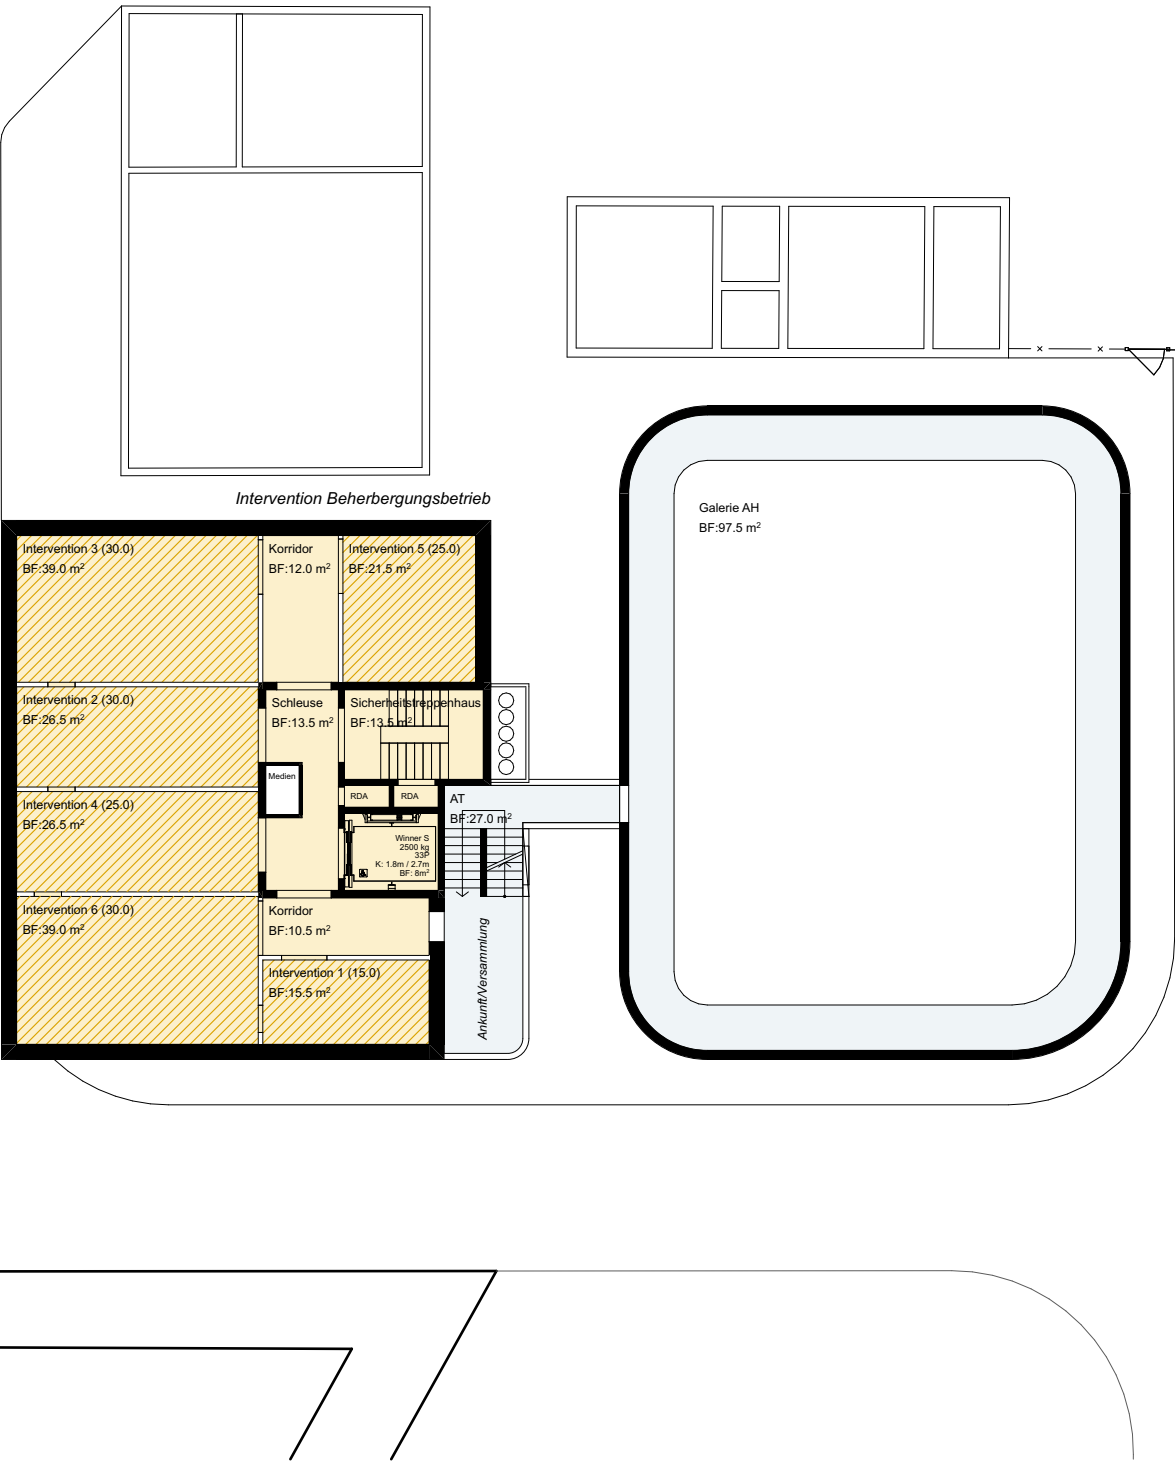 Intervention Beherbergungsbetrieb
Galerie AH
BF:97.5 m²
Intervention 3 (30.0)
BF:39.0 m²
Korridor
BF:12.0 m²
Intervention 5 (25.0)
BF:21.5 m²
Intervention 2 (30.0)
BF:26.5 m²
Schleuse
BF:13.5 m²
Sicherheitstreppenhaus
BF:13.5 m²
Medien
RDA
RDA
AT
BF:27.0 m²
Intervention 4 (25.0)
BF:26.5 m²
Winner S
2500 kg
33P
K: 1.8m / 2.7m
BF: 8m²
Intervention 6 (30.0)
BF:39.0 m²
Korridor
BF:10.5 m²
Intervention 1 (15.0)
BF:15.5 m²
Ankunft/Versammlung